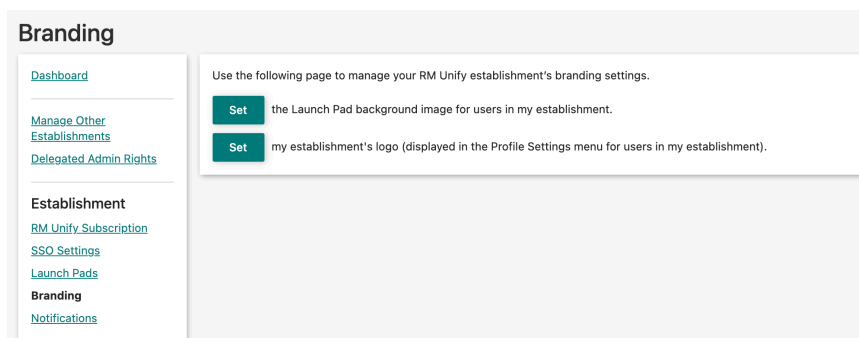 Branding
Dashboard
Manage Other
Establishments
Delegated Admin Rights
Establishment
RM Unify Subscription
SSO Settings
Launch Pads
Branding
Notifications
Use the following page to manage your RM Unify establishment's branding settings.
Set the Launch Pad background image for users in my establishment.
Set my establishment's logo (displayed in the Profile Settings menu for users in my establishment).